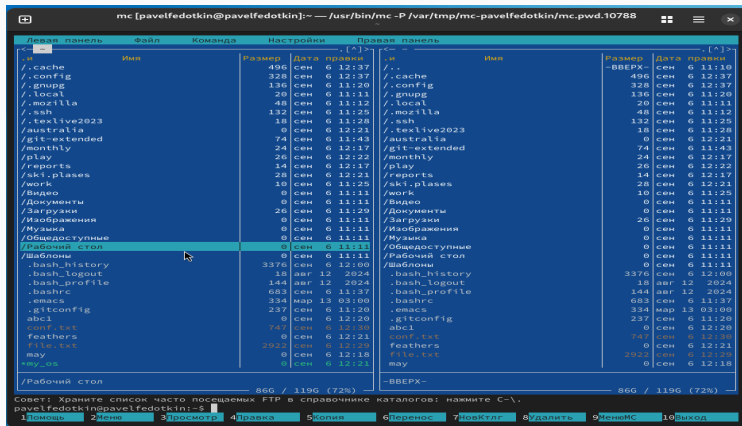 mc [pavelfedotkin@pavelfedotkin]:~ — /usr/bin/mc -P /var/tmp/mc-pavelfedotkin/mc.pwd.10788
~
Левая панель Файл Команда Настройки Правая панель
<- ~ .[^]> <- ~ .[^]>
.и Имя Размер Дата правки .и Имя Размер Дата правки
/.cache 496 сен 6 12:37 /.. -ВВЕРХ- сен 6 11:10
/.config 328 сен 6 12:37 /.cache 496 сен 6 12:37
/.gnupg 136 сен 6 11:20 /.config 328 сен 6 12:37
/.local 20 сен 6 11:11 /.gnupg 136 сен 6 11:20
/.mozilla 48 сен 6 11:12 /.local 20 сен 6 11:11
/.ssh 132 сен 6 11:25 /.mozilla 48 сен 6 11:12
/.texlive2023 18 сен 6 11:28 /.ssh 132 сен 6 11:25
/australia 0 сен 6 12:21 /.texlive2023 18 сен 6 11:28
/git-extended 74 сен 6 11:43 /australia 0 сен 6 12:21
/monthly 24 сен 6 12:17 /git-extended 74 сен 6 11:43
/play 26 сен 6 12:22 /monthly 24 сен 6 12:17
/reports 14 сен 6 12:17 /play 26 сен 6 12:22
/ski.plases 28 сен 6 12:21 /reports 14 сен 6 12:17
/work 10 сен 6 11:25 /ski.plases 28 сен 6 12:21
/Видео 0 сен 6 11:11 /work 10 сен 6 11:25
/Документы 0 сен 6 11:11 /Видео 0 сен 6 11:11
/Загрузки 26 сен 6 11:29 /Документы 0 сен 6 11:11
/Изображения 0 сен 6 11:11 /Загрузки 26 сен 6 11:29
/Музыка 0 сен 6 11:11 /Изображения 0 сен 6 11:11
/Общедоступные 0 сен 6 11:11 /Музыка 0 сен 6 11:11
/Рабочий стол 0 сен 6 11:11 /Общедоступные 0 сен 6 11:11
/Шаблоны 0 сен 6 11:11 /Рабочий стол 0 сен 6 11:11
.bash_history 3376 сен 6 12:00 /Шаблоны 0 сен 6 11:11
.bash_logout 18 авг 12 2024 .bash_history 3376 сен 6 12:00
.bash_profile 144 авг 12 2024 .bash_logout 18 авг 12 2024
.bashrc 683 сен 6 11:37 .bash_profile 144 авг 12 2024
.emacs 334 мар 13 03:00 .bashrc 683 сен 6 11:37
.gitconfig 237 сен 6 11:20 .emacs 334 мар 13 03:00
abc1 0 сен 6 12:20 .gitconfig 237 сен 6 11:20
conf.txt 747 сен 6 12:30 abc1 0 сен 6 12:20
feathers 0 сен 6 12:21 conf.txt 747 сен 6 12:30
file.txt 2922 сен 6 12:29 feathers 0 сен 6 12:21
may 0 сен 6 12:18 file.txt 2922 сен 6 12:29
*my_os 0 сен 6 12:21 may 0 сен 6 12:18
/Рабочий стол -ВВЕРХ-
86G / 119G (72%) 86G / 119G (72%)
Совет: Храните список часто посещаемых FTP в справочнике каталогов: нажмите C-\.
pavelfedotkin@pavelfedotkin:~$
1Помощь 2Меню 3Просмотр 4Правка 5Копия 6Перенос 7НовКтлг 8Удалить 9МенюМС 10Выход